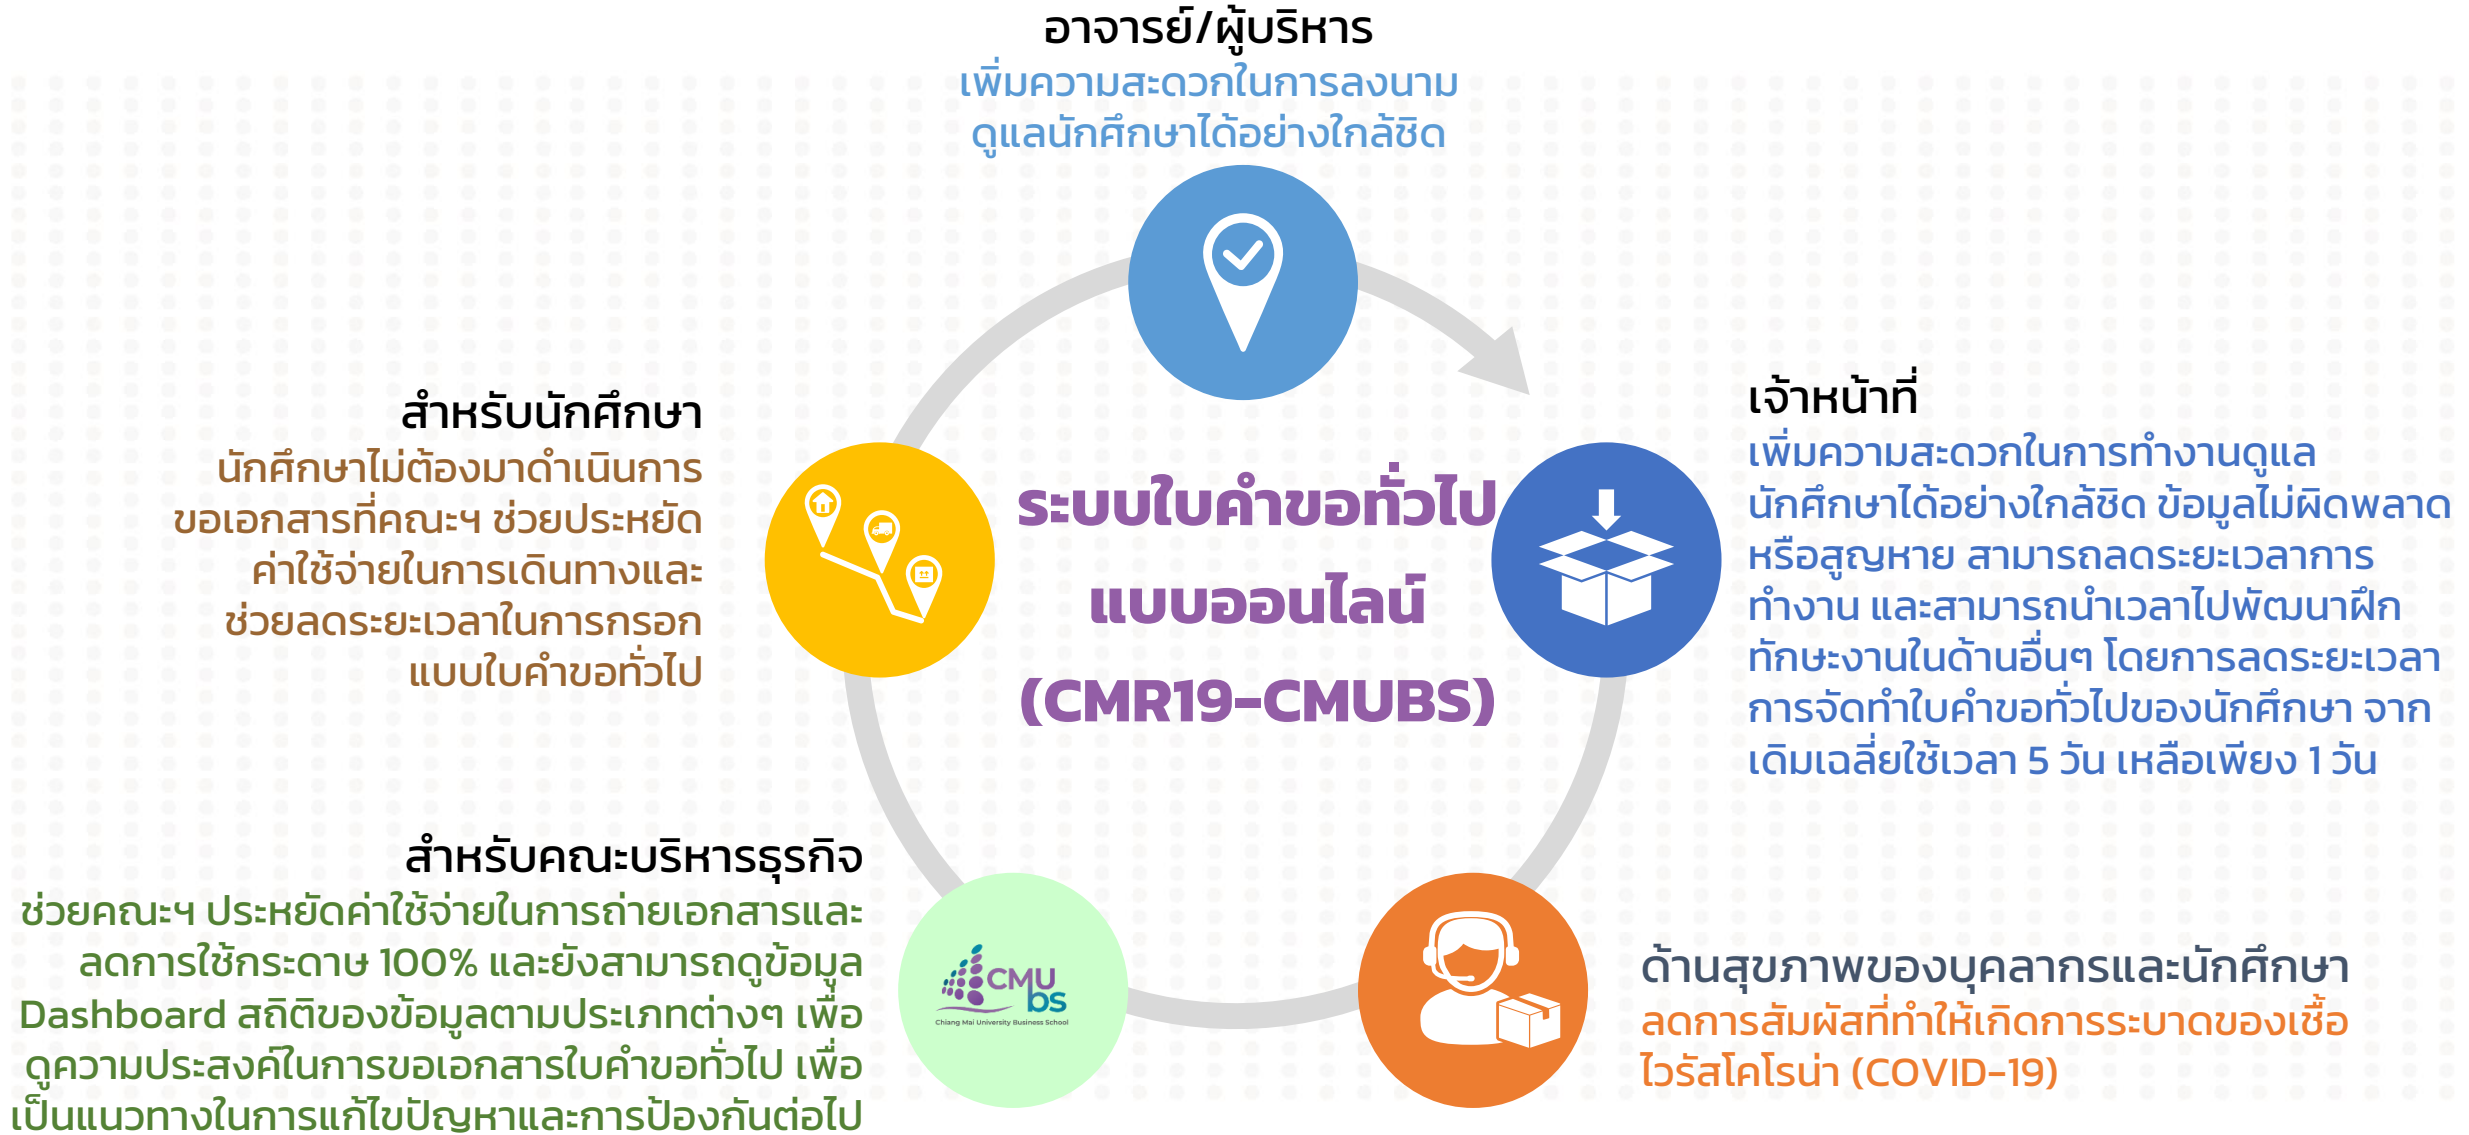 อาจารย์/ผู้บริหาร
เพิ่มความสะดวกในการลงนาม
ดูแลนักศึกษาได้อย่างใกล้ชิด
สำหรับนักศึกษา
นักศึกษาไม่ต้องมาดำเนินการ
ขอเอกสารที่คณะฯ ช่วยประหยัด
ค่าใช้จ่ายในการเดินทางและ
ช่วยลดระยะเวลาในการกรอก
แบบใบคำขอทั่วไป
ระบบใบคำขอทั่วไป
แบบออนไลน์
(CMR19-CMUBS)
เจ้าหน้าที่
เพิ่มความสะดวกในการทำงานดูแล
นักศึกษาได้อย่างใกล้ชิด ข้อมูลไม่ผิดพลาด
หรือสูญหาย สามารถลดระยะเวลาการ
ทำงาน และสามารถนำเวลาไปพัฒนาฝึก
ทักษะงานในด้านอื่นๆ โดยการลดระยะเวลา
การจัดทำใบคำขอทั่วไปของนักศึกษา จาก
เดิมเฉลี่ยใช้เวลา 5 วัน เหลือเพียง 1 วัน
สำหรับคณะบริหารธุรกิจ
ช่วยคณะฯ ประหยัดค่าใช้จ่ายในการถ่ายเอกสารและ
ลดการใช้กระดาษ 100% และยังสามารถดูข้อมูล
Dashboard สถิติของข้อมูลตามประเภทต่างๆ เพื่อ
ดูความประสงค์ในการขอเอกสารใบคำขอทั่วไป เพื่อ
เป็นแนวทางในการแก้ไขปัญหาและการป้องกันต่อไป
CMU
bs
Chiang Mai University Business School
ด้านสุขภาพของบุคลากรและนักศึกษา
ลดการสัมผัสที่ทำให้เกิดการระบาดของเชื้อ
ไวรัสโคโรน่า (COVID-19)